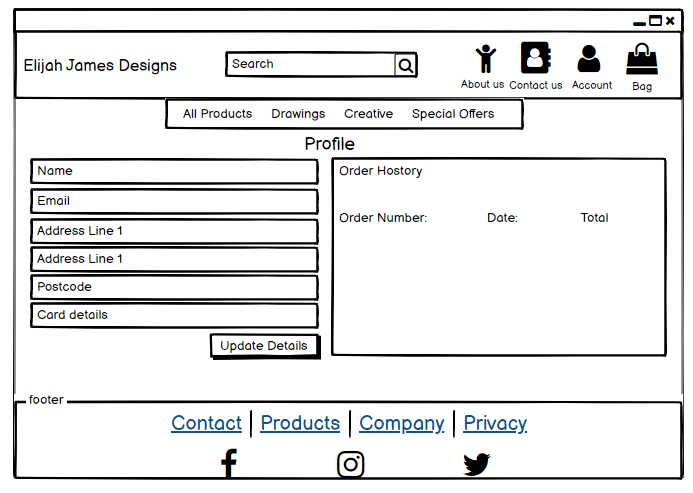 Elijah James Designs
Search
About us
Contact us
Account
Bag
All Products Drawings Creative Special Offers
Profile
Name
Email
Address Line 1
Address Line 1
Postcode
Card details
Update Details
Order Hostory
Order Number: Date: Total
footer
Contact | Products | Company | Privacy